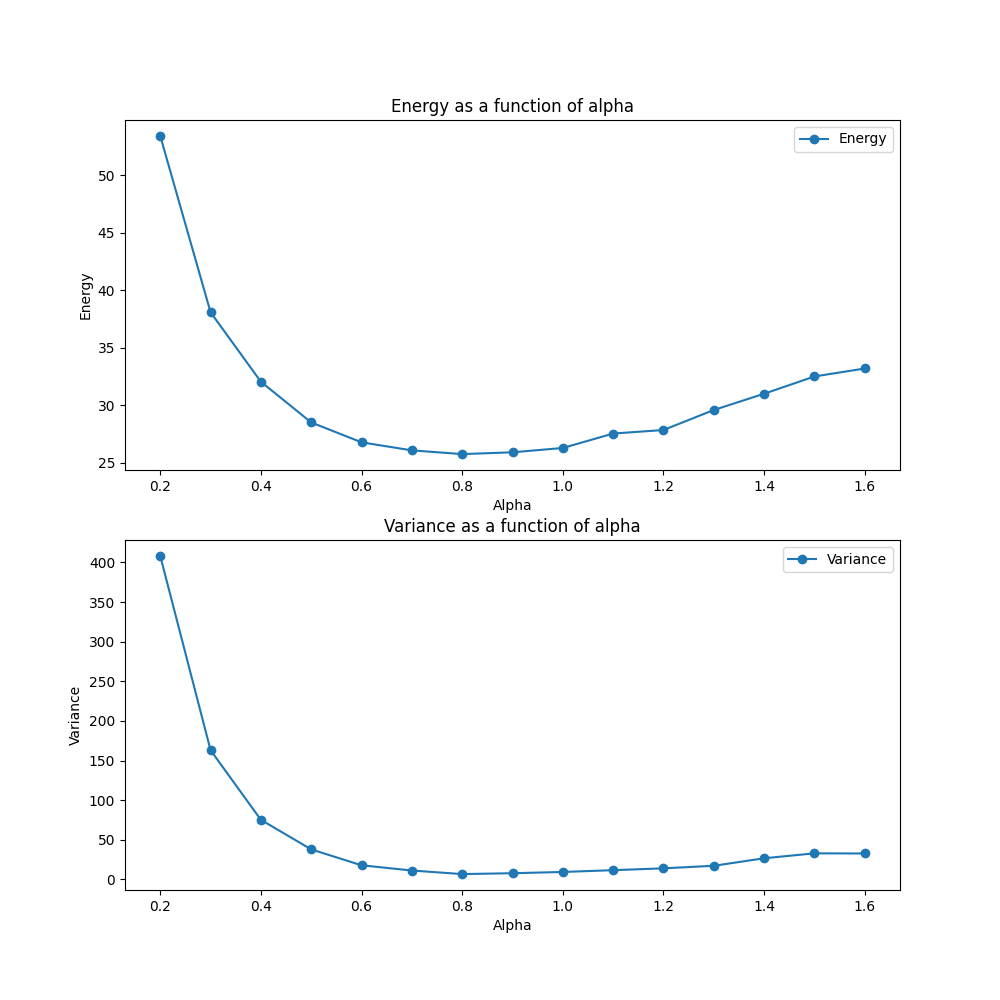 Energy as a function of alpha
Energy
50
45
40
35
30
25
Energy
0.2 0.4 0.6 0.8 1.0 1.2 1.4 1.6
Alpha
Variance as a function of alpha
Variance
400
350
300
250
200
150
100
50
0
Variance
0.2 0.4 0.6 0.8 1.0 1.2 1.4 1.6
Alpha